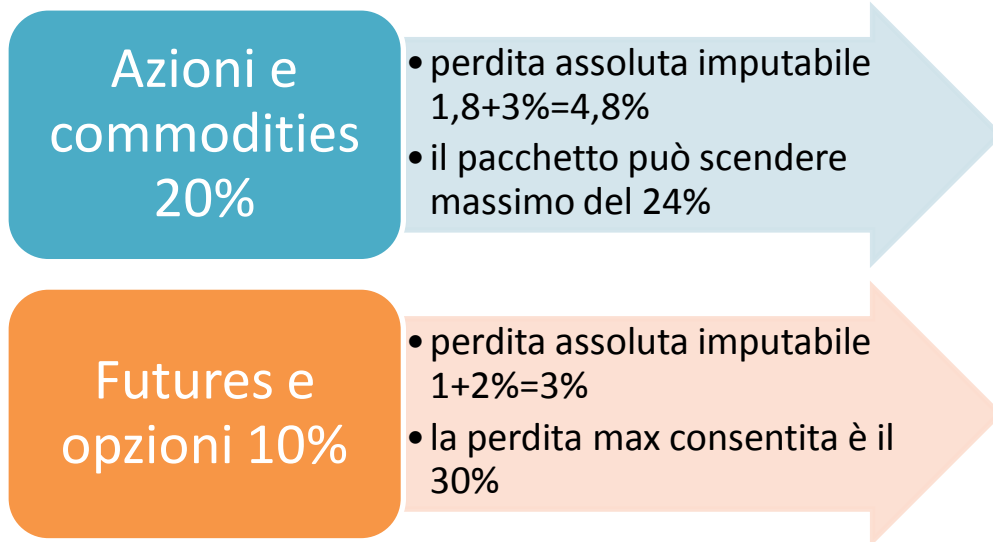 Azioni e
commodities
20%
• perdita assoluta imputabile
1,8+3%=4,8%
• il pacchetto può scendere
massimo del 24%
Futures e
opzioni 10%
• perdita assoluta imputabile
1+2%=3%
• la perdita max consentita è il
30%